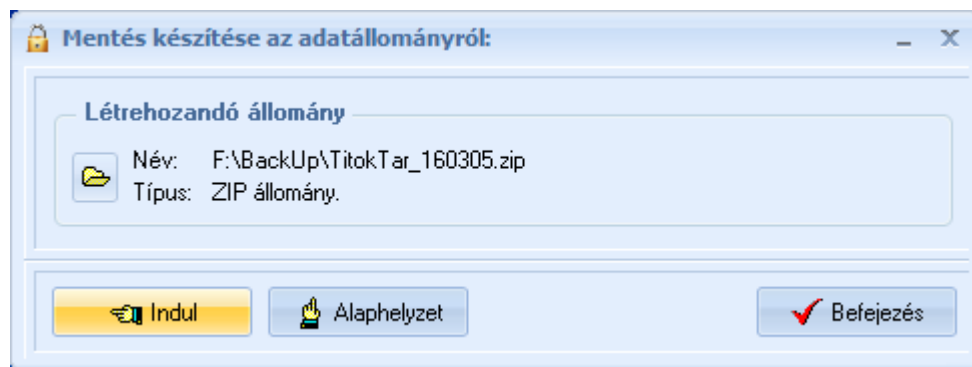 Mentés készítése az adatállományról:
Létrehozandó állomány
Név: F:\BackUp\TitokTar_160305.zip
Típus: ZIP állomány.
Indul Alaphelyzet Befejezés